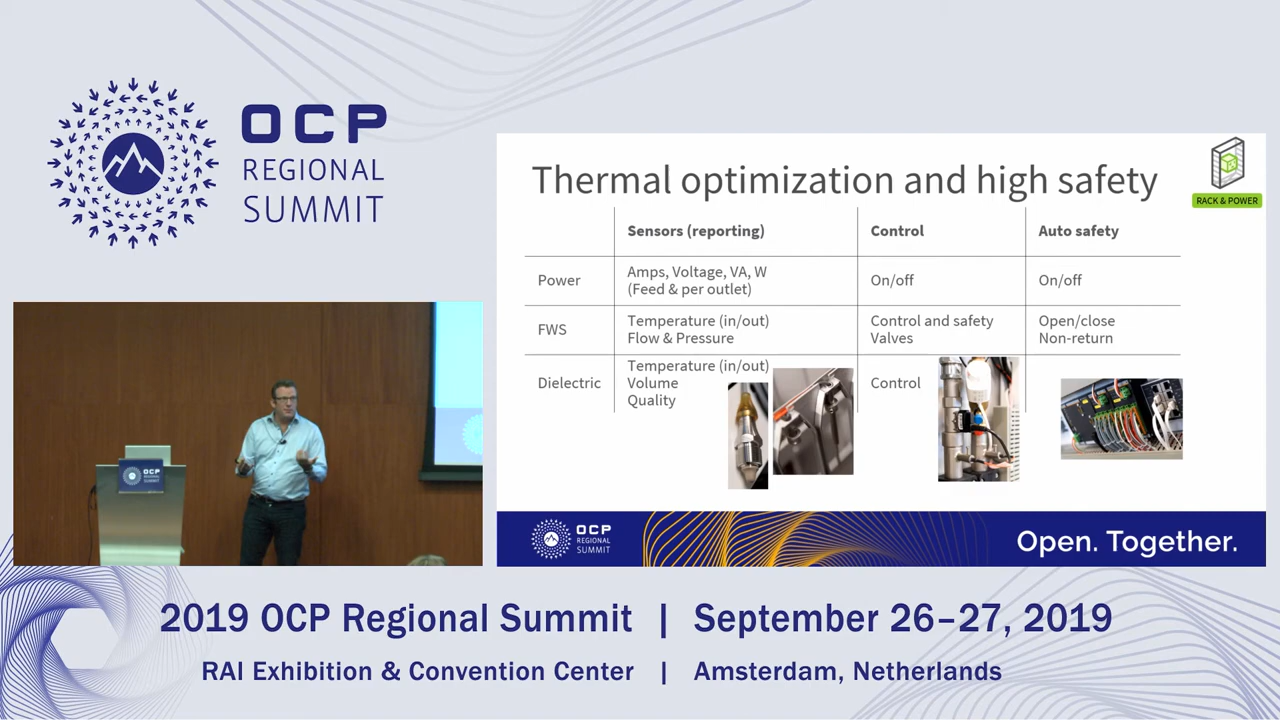 OCP
REGIONAL
SUMMIT
Thermal optimization and high safety
RACK & POWER
Sensors (reporting)
Control
Auto safety
Power
Amps, Voltage, VA, W
(Feed & per outlet)
On/off
On/off
FWS
Temperature (in/out)
Flow & Pressure
Control and safety
Valves
Open/close
Non-return
Dielectric
Temperature (in/out)
Volume
Quality
Control
OCP
REGIONAL
SUMMIT
OCP
REGIONAL
SUMMIT
Open. Together.
2019 OCP Regional Summit | September 26–27, 2019
RAI Exhibition & Convention Center | Amsterdam, Netherlands